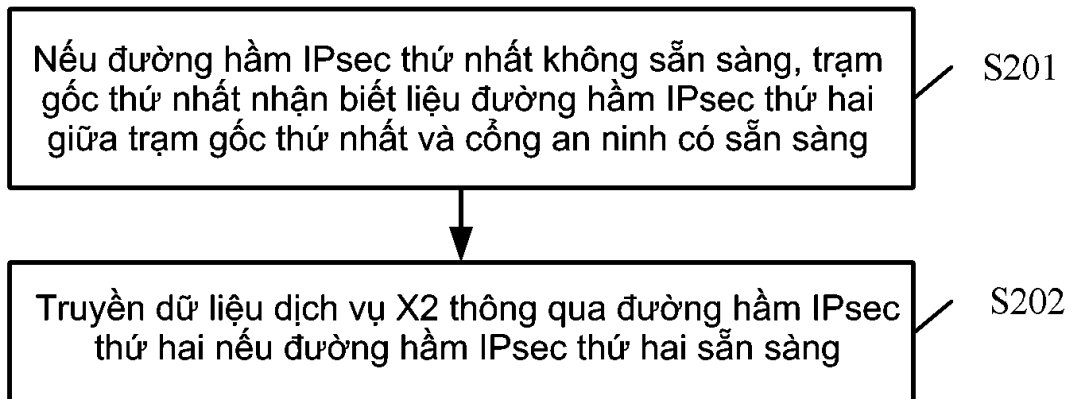 Nếu đường hầm IPsec thứ nhất không sẵn sàng, trạm
gốc thứ nhất nhận biết liệu đường hầm IPsec thứ hai
giữa trạm gốc thứ nhất và cổng an ninh có sẵn sàng
S201
Truyền dữ liệu dịch vụ X2 thông qua đường hầm IPsec
thứ hai nếu đường hầm IPsec thứ hai sẵn sàng
S202